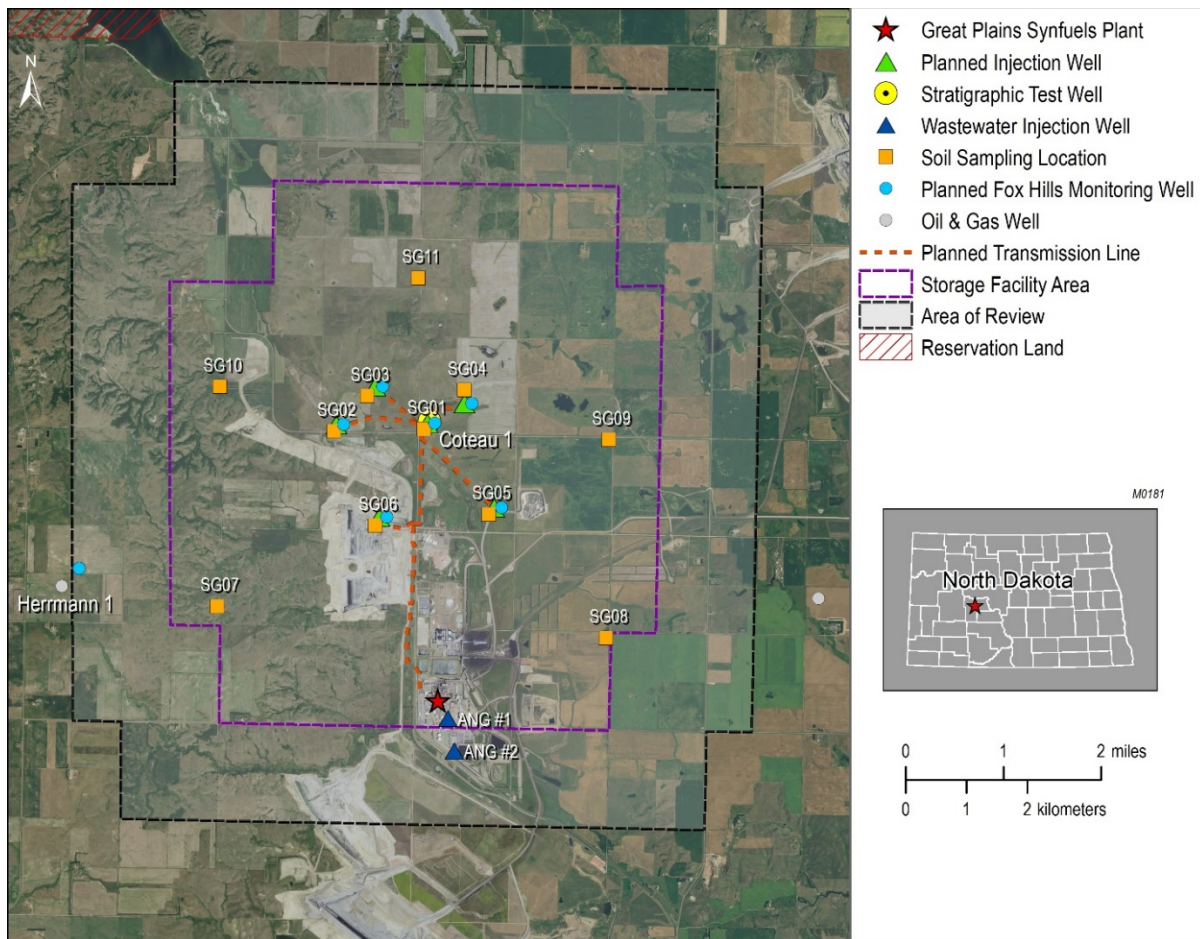 N
SG11
SG10
SG03
SG04
SG02
SG01
SG09
Coteau 1
SG05
SG06
Herrmann 1
SG07
SG08
ANG #1
ANG #2
Great Plains Synfuels Plant
Planned Injection Well
Stratigraphic Test Well
Wastewater Injection Well
Soil Sampling Location
Planned Fox Hills Monitoring Well
Oil & Gas Well
Planned Transmission Line
Storage Facility Area
Area of Review
Reservation Land
M0181
North Dakota
0 1 2 miles
0 1 2 kilometers